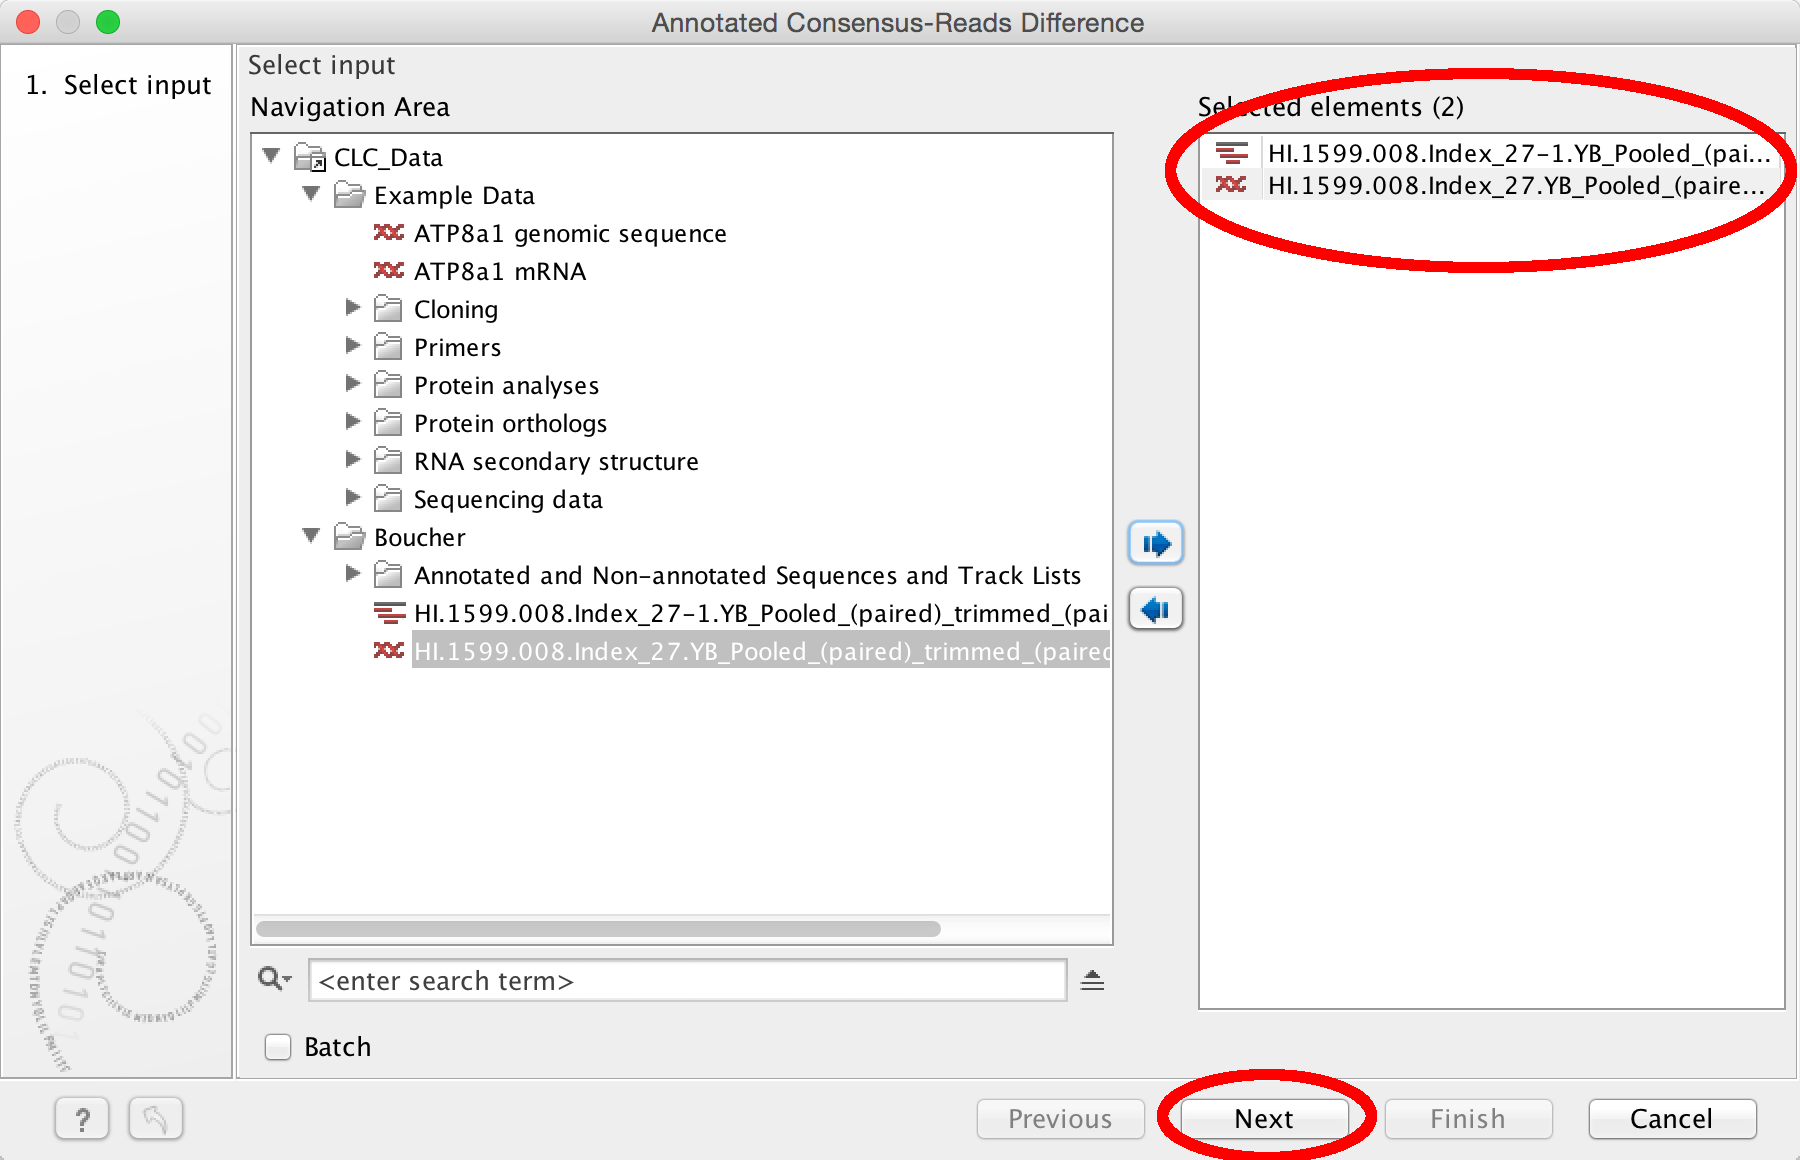 Annotated Consensus-Reads Difference
1. Select input
Select input
Navigation Area
CLC_Data
Example Data
ATP8a1 genomic sequence
ATP8a1 mRNA
Cloning
Primers
Protein analyses
Protein orthologs
RNA secondary structure
Sequencing data
Boucher
Annotated and Non-annotated Sequences and Track Lists
HI.1599.008.Index_27-1.YB_Pooled_(paired)_trimmed_(pai
HI.1599.008.Index_27.YB_Pooled_(paired)_trimmed_(paired
<enter search term>
Batch
Selected elements (2)
HI.1599.008.Index_27-1.YB_Pooled_(pai...
HI.1599.008.Index_27.YB_Pooled_(paire...
?
Previous
Next
Finish
Cancel